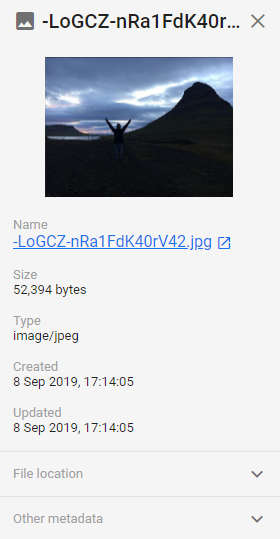 -LoGCZ-nRa1FdK40r...
Name
-LoGCZ-nRa1FdK40rV42.jpg
Size
52,394 bytes
Type
image/jpeg
Created
8 Sep 2019, 17:14:05
Updated
8 Sep 2019, 17:14:05
File location
Other metadata